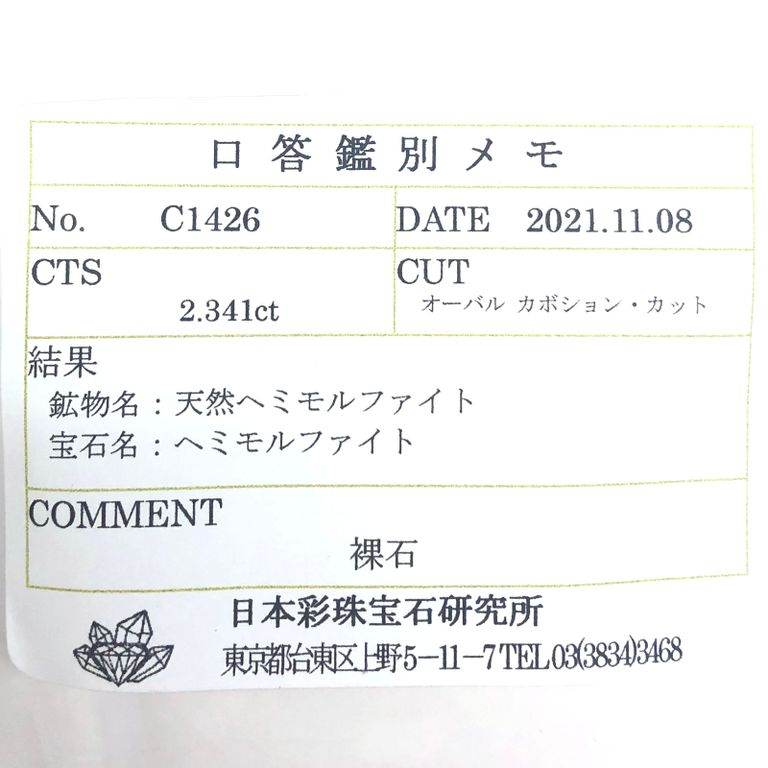 口答鑑別メモ
No. C1426 DATE 2021.11.08
CTS CUT
2.341ct オーバル カボション・カット
結果
鉱物名：天然ヘミモルファイト
宝石名：ヘミモルファイト
COMMENT
裸石
日本彩珠宝石研究所
東京都台東区上野5－11－7 TEL03(3834)3468